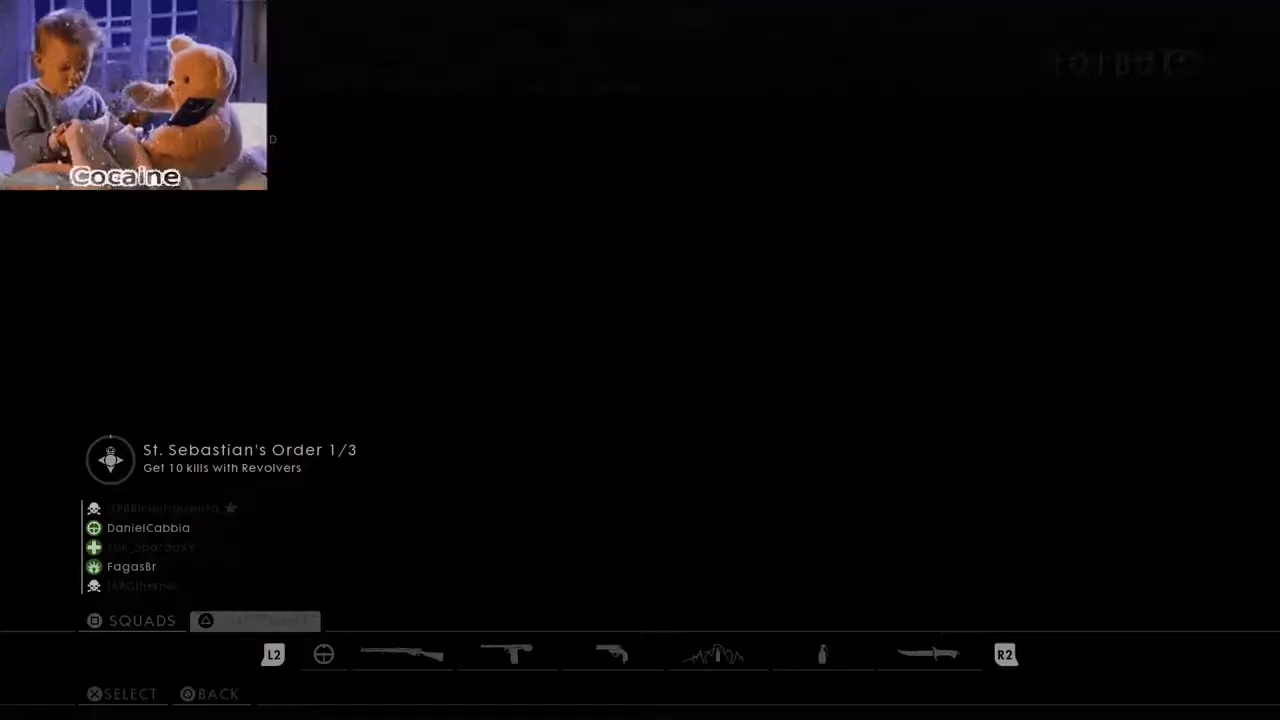 D
Cocaine
St. Sebastian's Order 1/3
Get 10 kills with Revolvers
DanielCabbia
FagasBr
SQUADS
L2
R2
SELECT
BACK